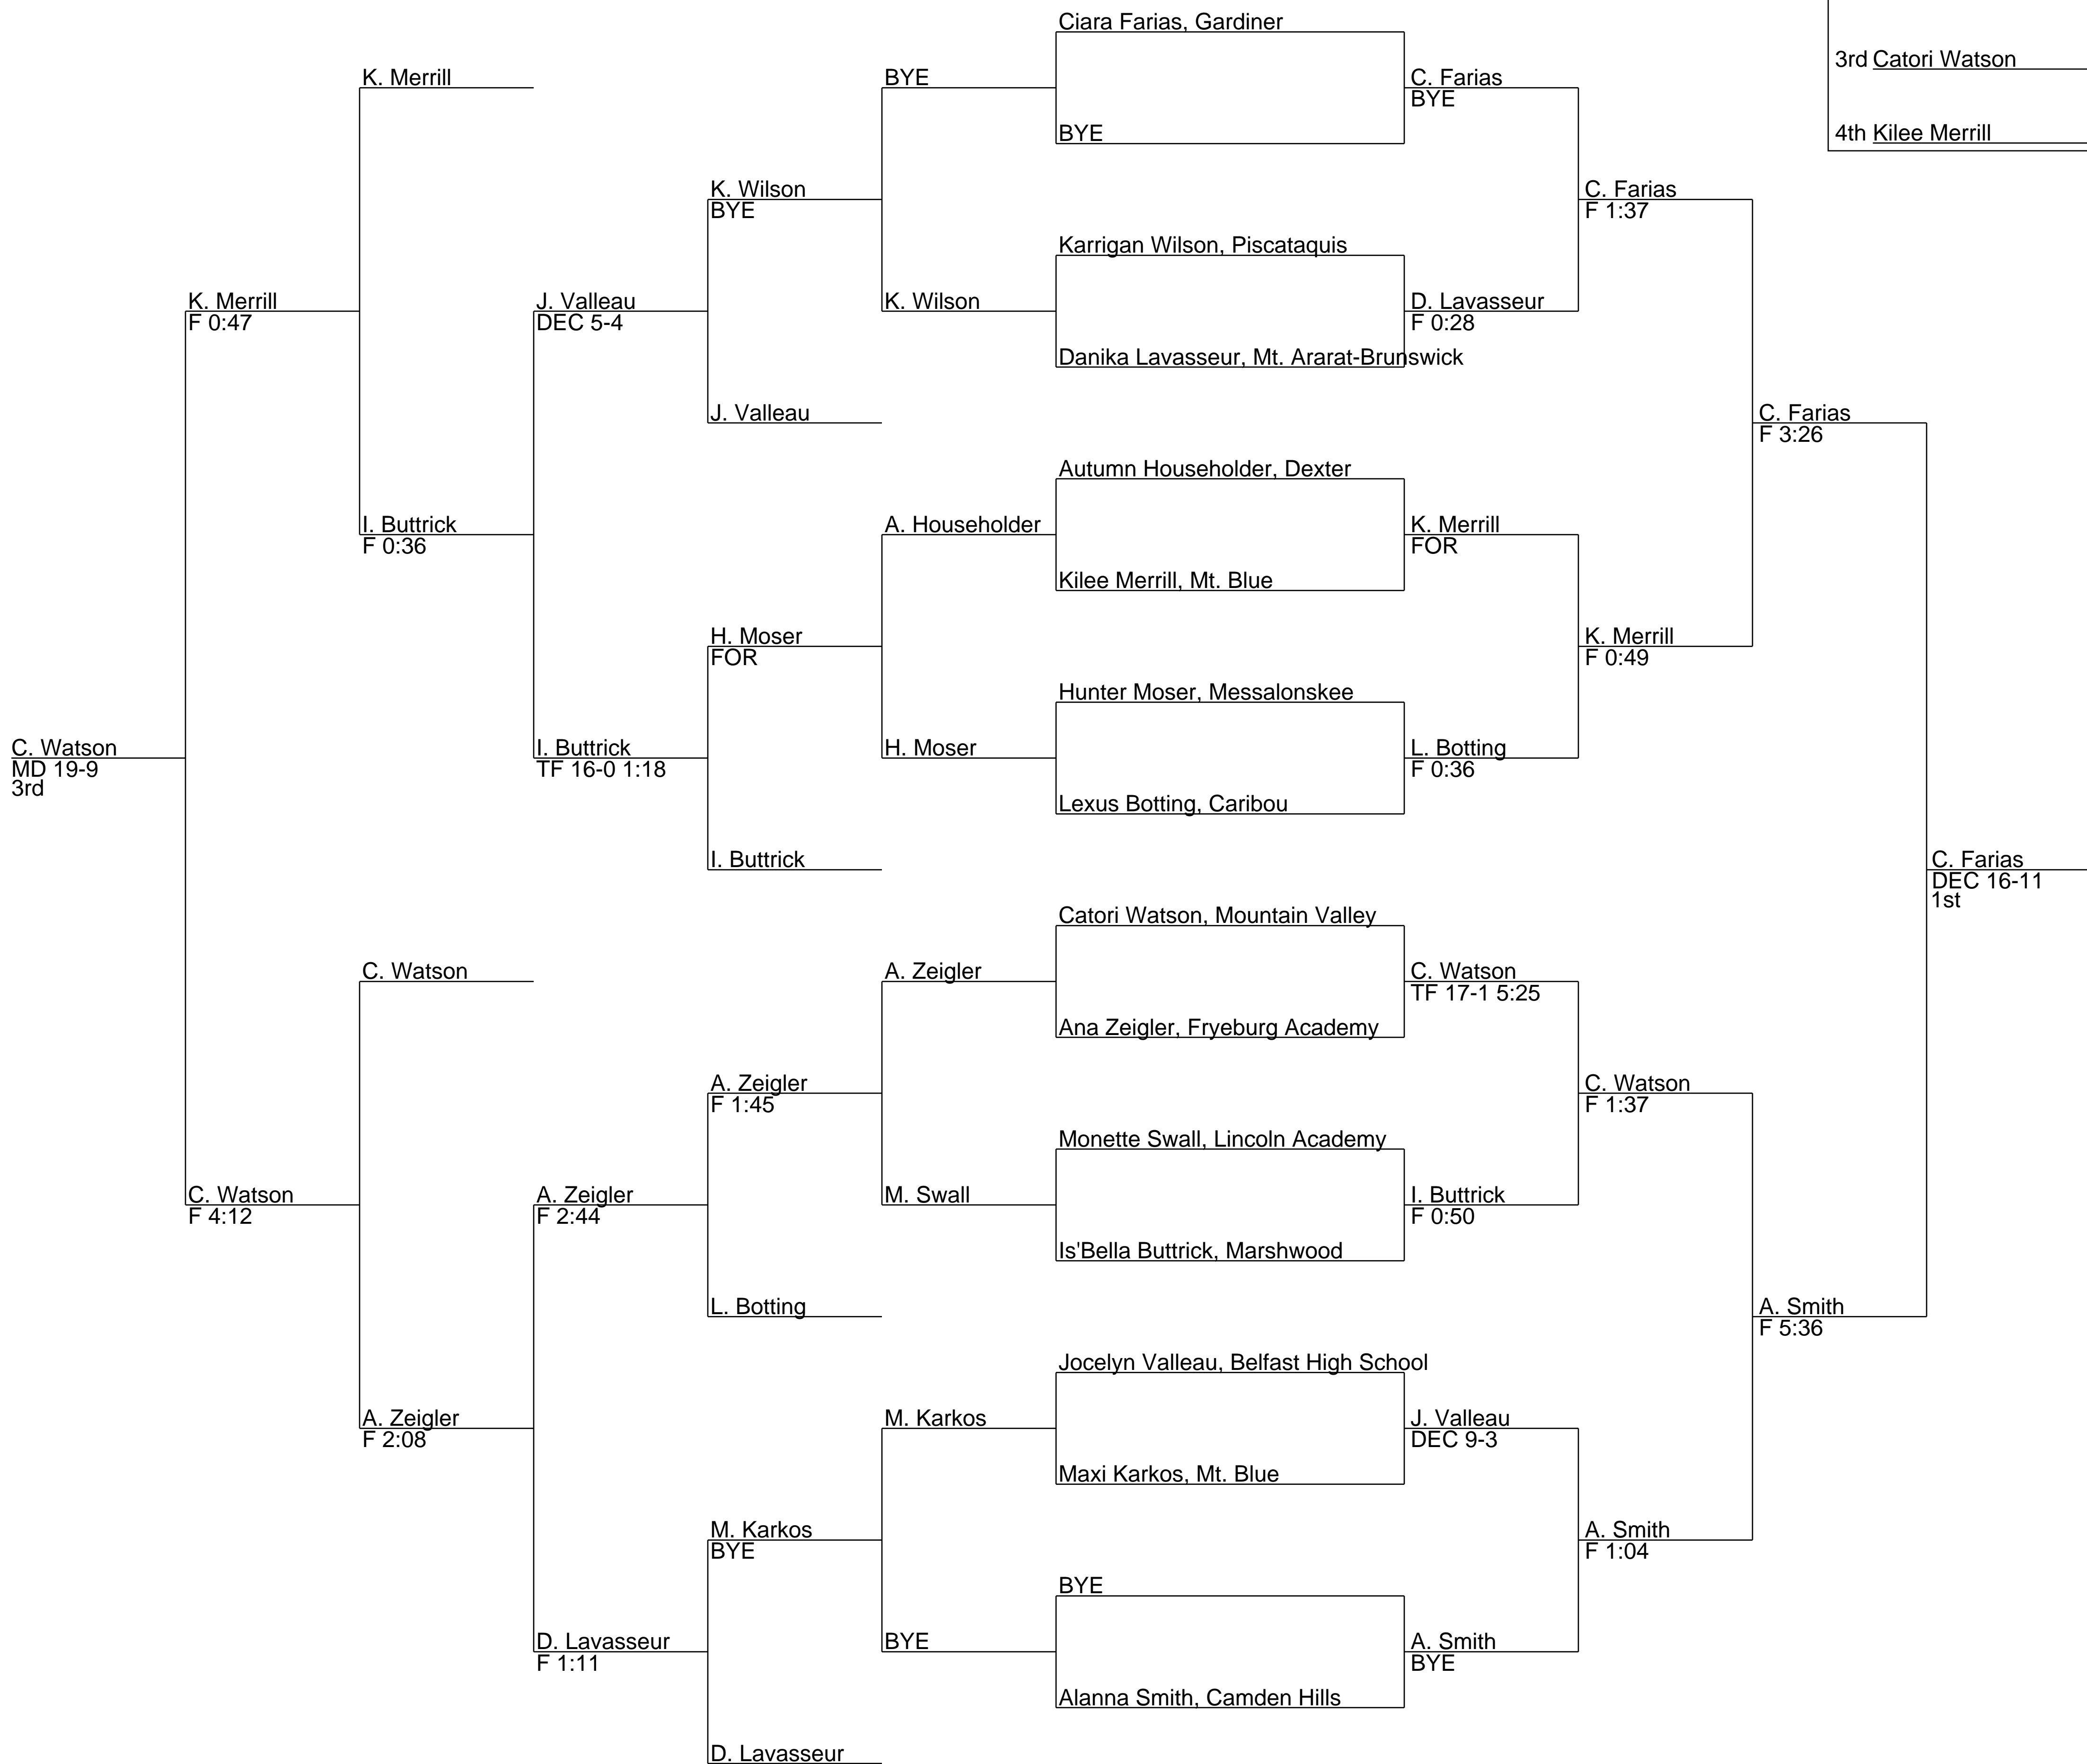 Ciara Farias, Gardiner
3rd Catori Watson
K. Merrill
BYE
C. Farias
BYE
BYE
4th Kilee Merrill
K. Wilson
BYE
C. Farias
F 1:37
Karrigan Wilson, Piscataquis
K. Merrill
F 0:47
J. Valleau
DEC 5-4
K. Wilson
D. Lavasseur
F 0:28
Danika Lavasseur, Mt. Ararat-Brunswick
J. Valleau
C. Farias
F 3:26
Autumn Householder, Dexter
I. Buttrick
F 0:36
A. Householder
K. Merrill
FOR
Kilee Merrill, Mt. Blue
H. Moser
FOR
K. Merrill
F 0:49
Hunter Moser, Messalonskee
C. Watson
MD 19-9
3rd
I. Buttrick
TF 16-0 1:18
H. Moser
L. Botting
F 0:36
Lexus Botting, Caribou
I. Buttrick
C. Farias
DEC 16-11
1st
Catori Watson, Mountain Valley
C. Watson
A. Zeigler
C. Watson
TF 17-1 5:25
Ana Zeigler, Fryeburg Academy
A. Zeigler
F 1:45
C. Watson
F 1:37
Monette Swall, Lincoln Academy
C. Watson
F 4:12
A. Zeigler
F 2:44
M. Swall
I. Buttrick
F 0:50
Is'Bella Buttrick, Marshwood
L. Botting
A. Smith
F 5:36
Jocelyn Valleau, Belfast High School
A. Zeigler
F 2:08
M. Karkos
J. Valleau
DEC 9-3
Maxi Karkos, Mt. Blue
M. Karkos
BYE
A. Smith
F 1:04
BYE
D. Lavasseur
F 1:11
BYE
A. Smith
BYE
Alanna Smith, Camden Hills
D. Lavasseur